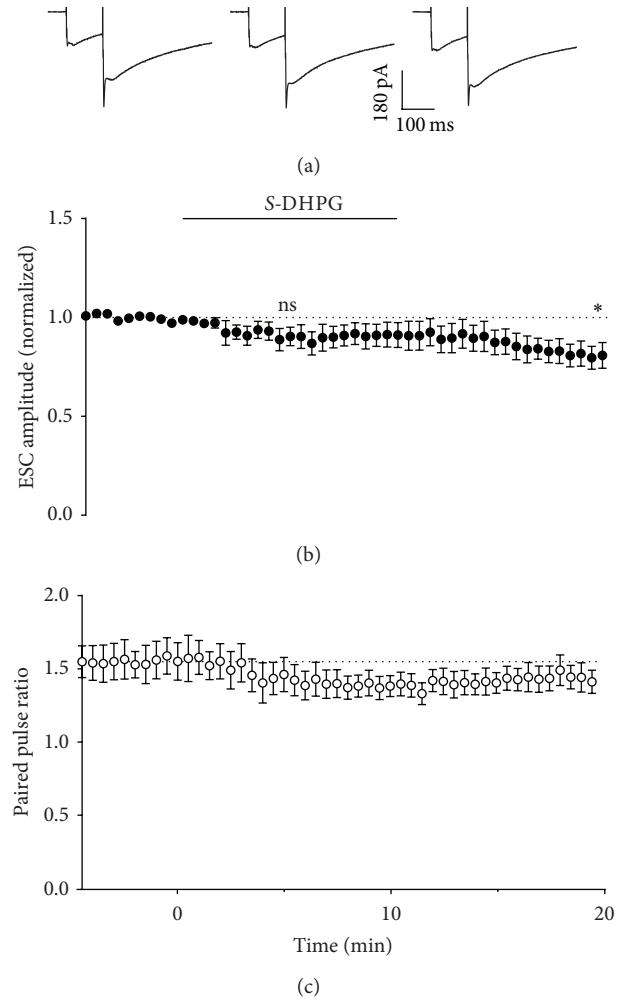 180 pA
100 ms
(a)
S-DHPG
1.5
ns
*
1.0
0.5
0.0
ESC amplitude (normalized)
(b)
2.0
1.5
1.0
0.5
0.0
Paired pulse ratio
0
10
20
Time (min)
(c)